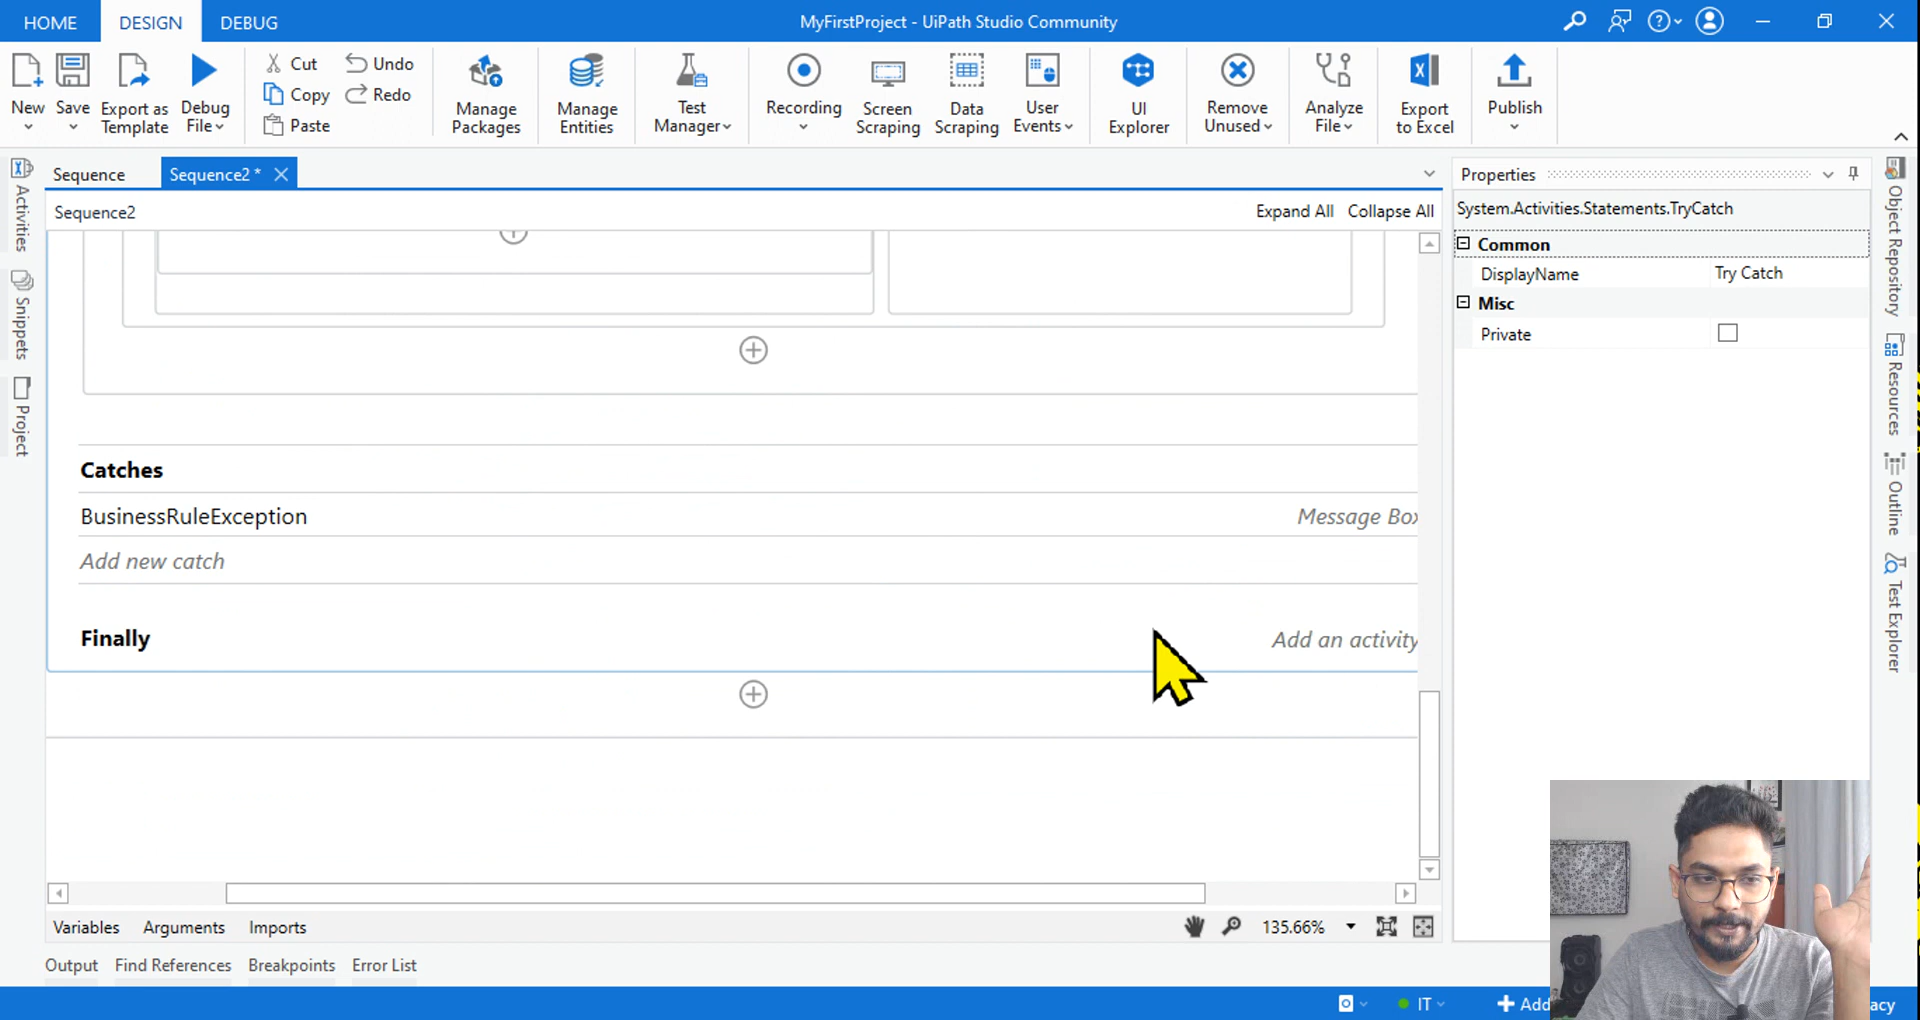 HOME DESIGN DEBUG MyFirstProject - UiPath Studio Community
New Save Export as Template Debug File Cut Copy Paste Undo Redo Manage Packages Manage Entities Test Manager Recording Screen Scraping Data Scraping User Events UI Explorer Remove Unused Analyze File Export to Excel Publish
Sequence Sequence2 *
Sequence2 Expand All Collapse All
Activities
Snippets
Project
Catches
BusinessRuleException Message Box
Add new catch
Finally Add an activity
Properties
System.Activities.Statements.TryCatch
Common
DisplayName Try Catch
Misc
Private
Object Repository
Resources
Outline
Test Explorer
Variables Arguments Imports 135.66%
Output Find References Breakpoints Error List
IT Add